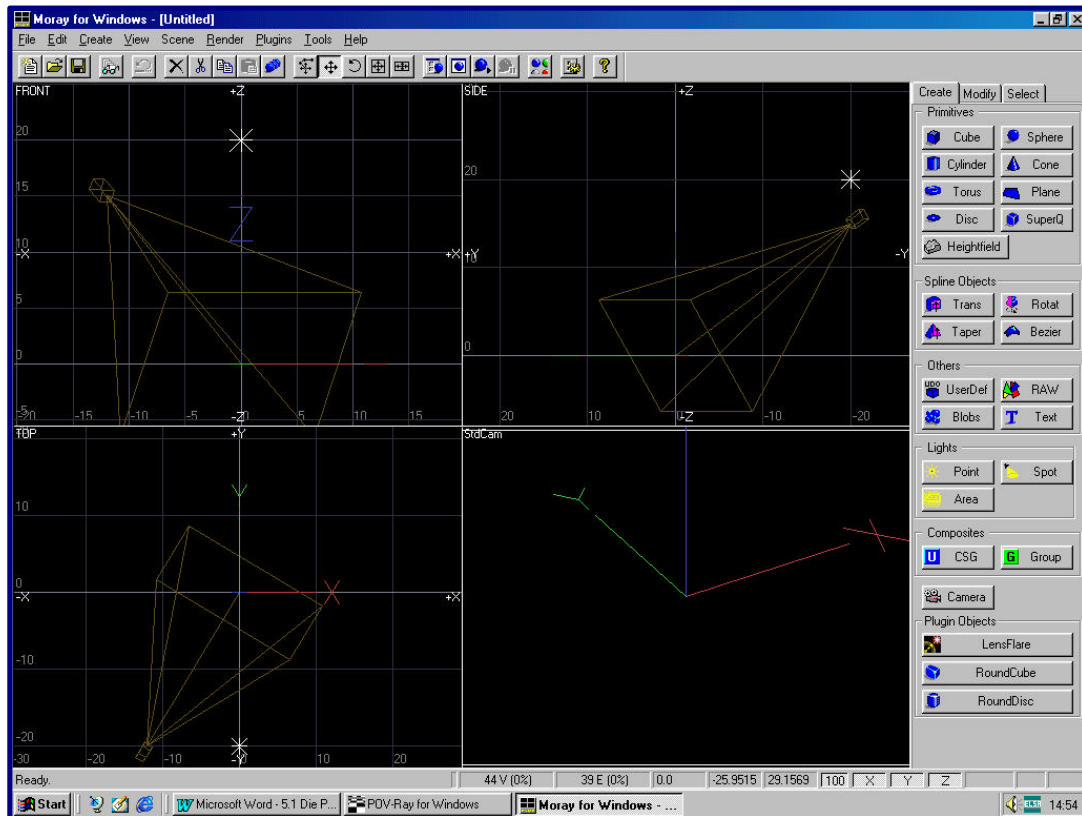 Moray for Windows - [Untitled]
File Edit Create View Scene Render Plugins Tools Help
FRONT +Z
20
15
10
-X +X
5
0
-5
-20 -15 -10 -5 -Z 5 10 15
SIDE +Z
20
+Y -Y
10
0
20 10 -Z -10 -20
TOP +Y
10
0
-X +X
-10
-20
-30 -20 -10 -Y 10 20
StdCam
Create Modify Select
Primitives
Cube Sphere
Cylinder Cone
Torus Plane
Disc SuperQ
Heightfield
Spline Objects
Trans Rotat
Taper Bezier
Others
UDO UserDef RAW
Blobs T Text
Lights
Point Spot
Area
Composites
U CSG G Group
Camera
Plugin Objects
LensFlare
RoundCube
RoundDisc
Ready. 44 V (0%) 39 E (0%) 0.0 -25.9515 29.1569 100 X Y Z
Start Microsoft Word - 5.1 Die P... POV-Ray for Windows Moray for Windows - ... 14:54